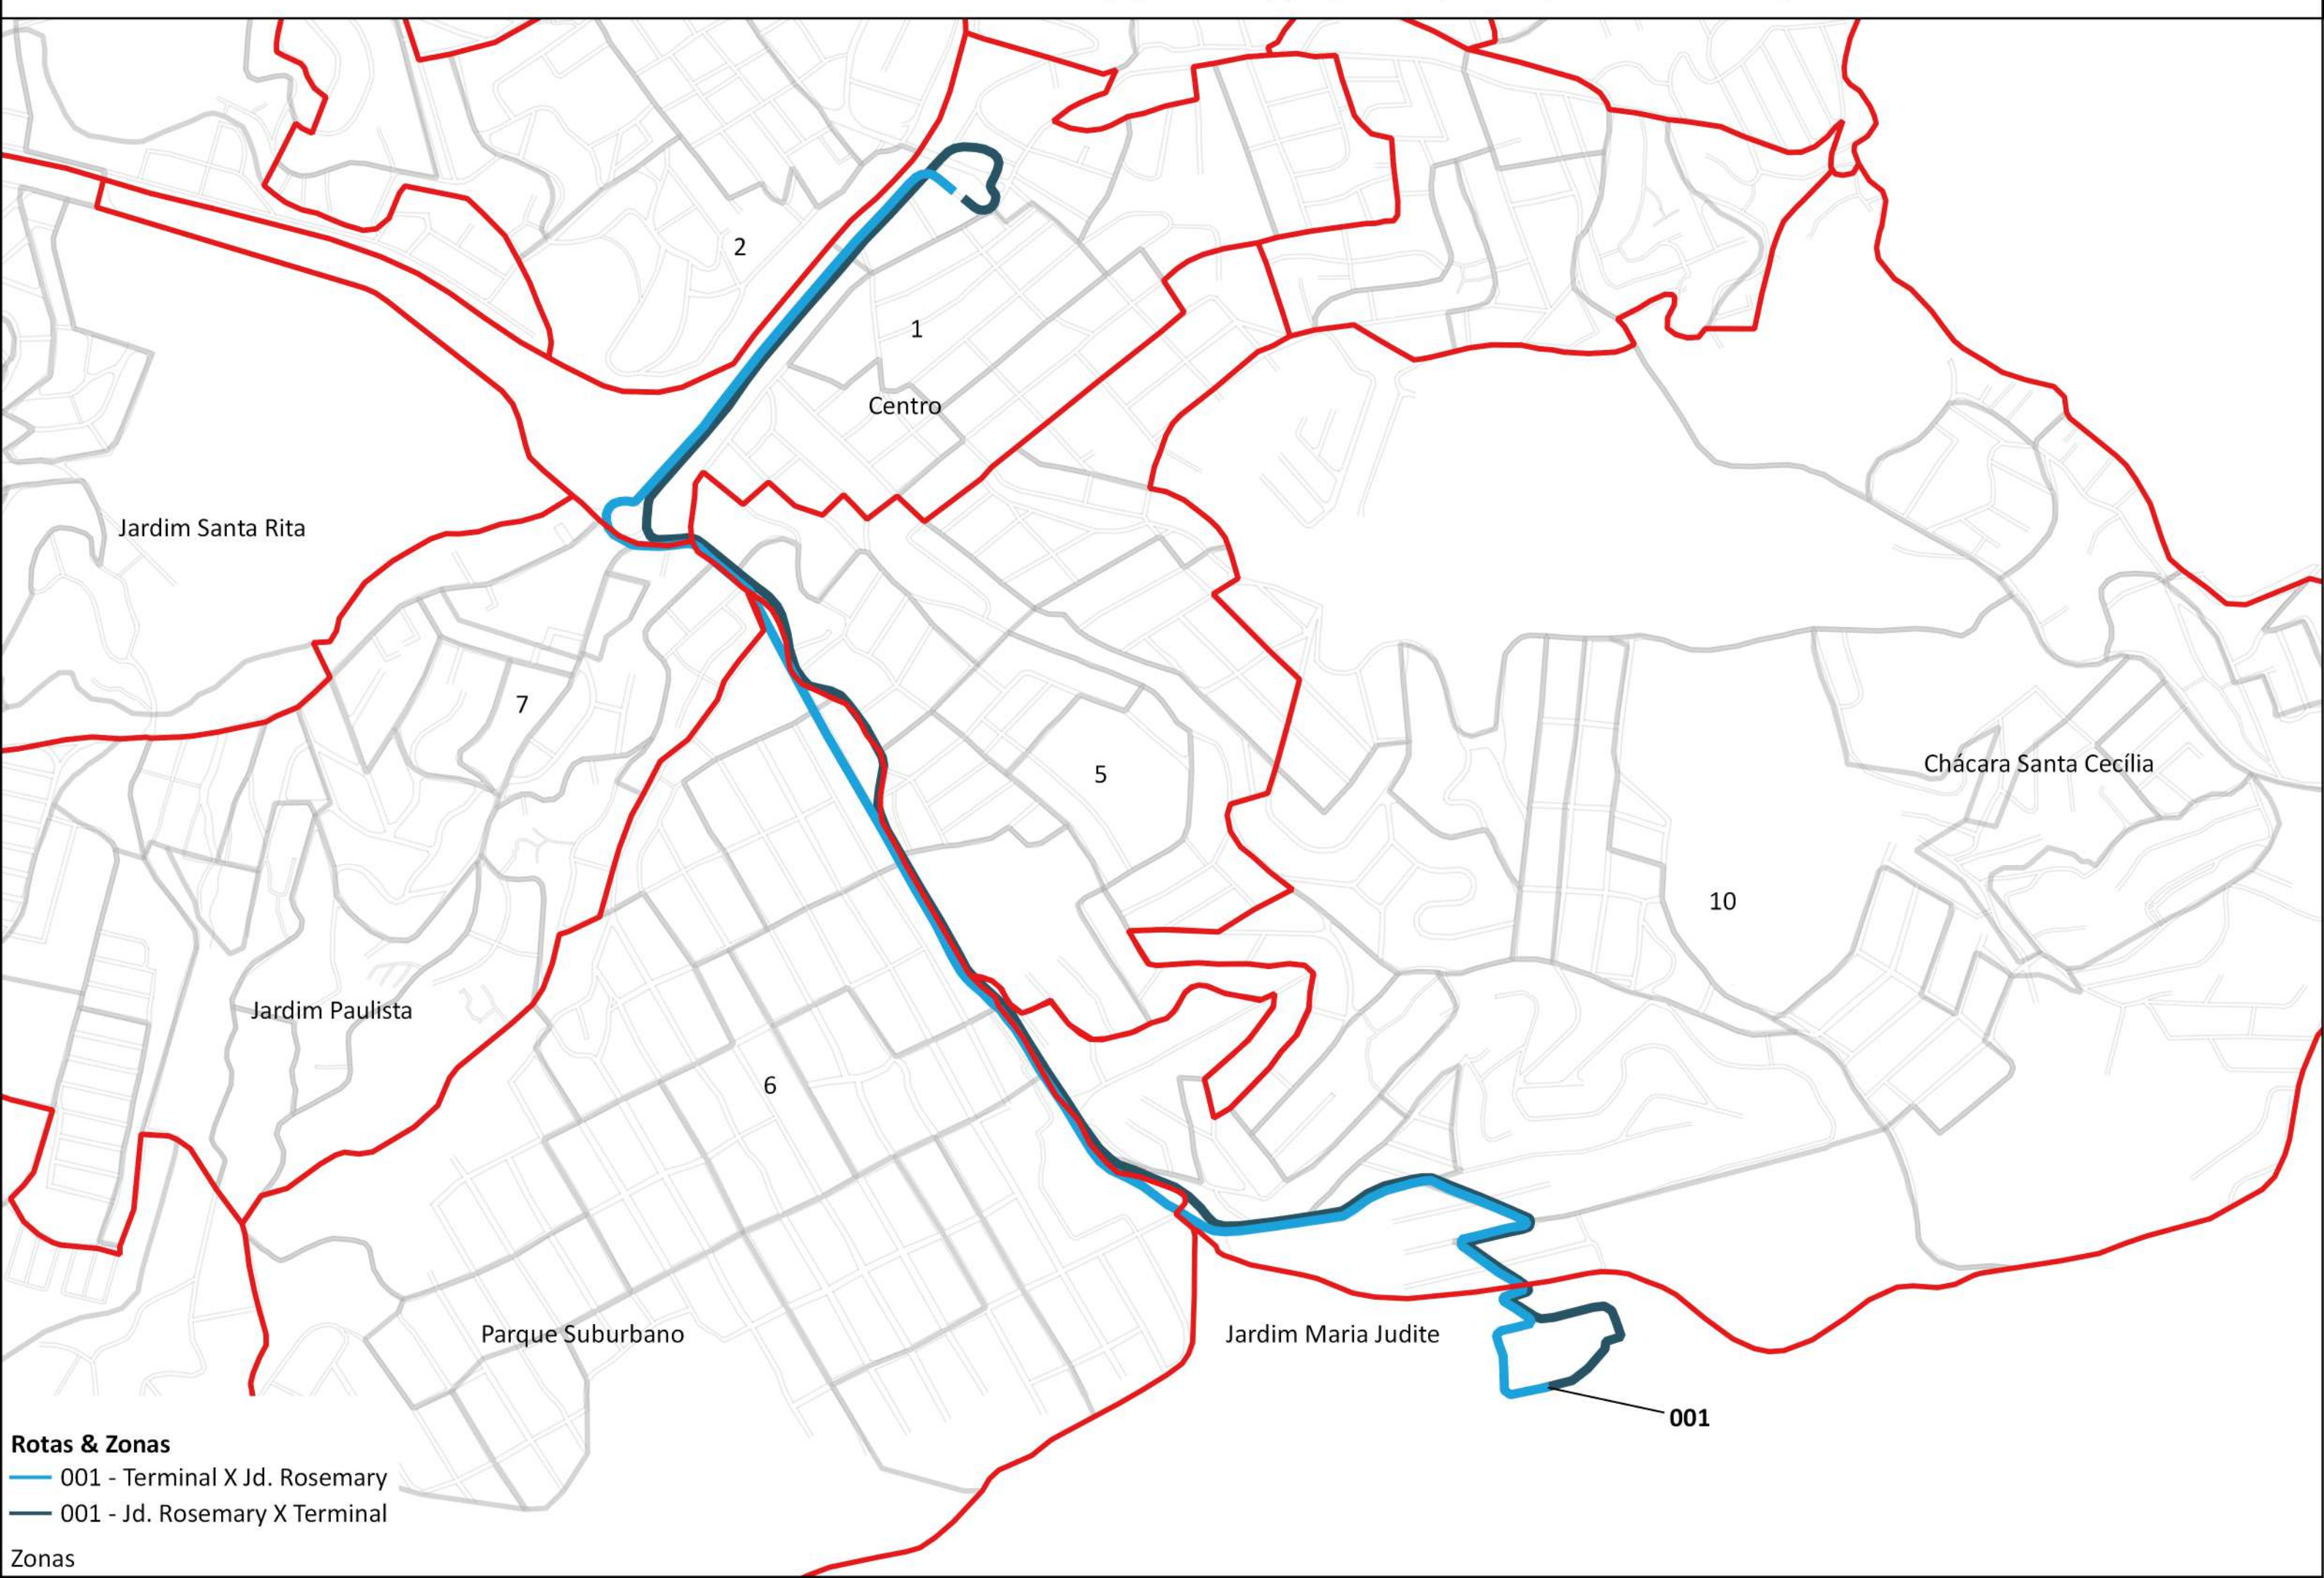 2
1
Centro
Jardim Santa Rita
7
5
Chácara Santa Cecília
10
Jardim Paulista
6
Parque Suburbano
Jardim Maria Judite
001
Rotas & Zonas
001 - Terminal X Jd. Rosemary
001 - Jd. Rosemary X Terminal
Zonas